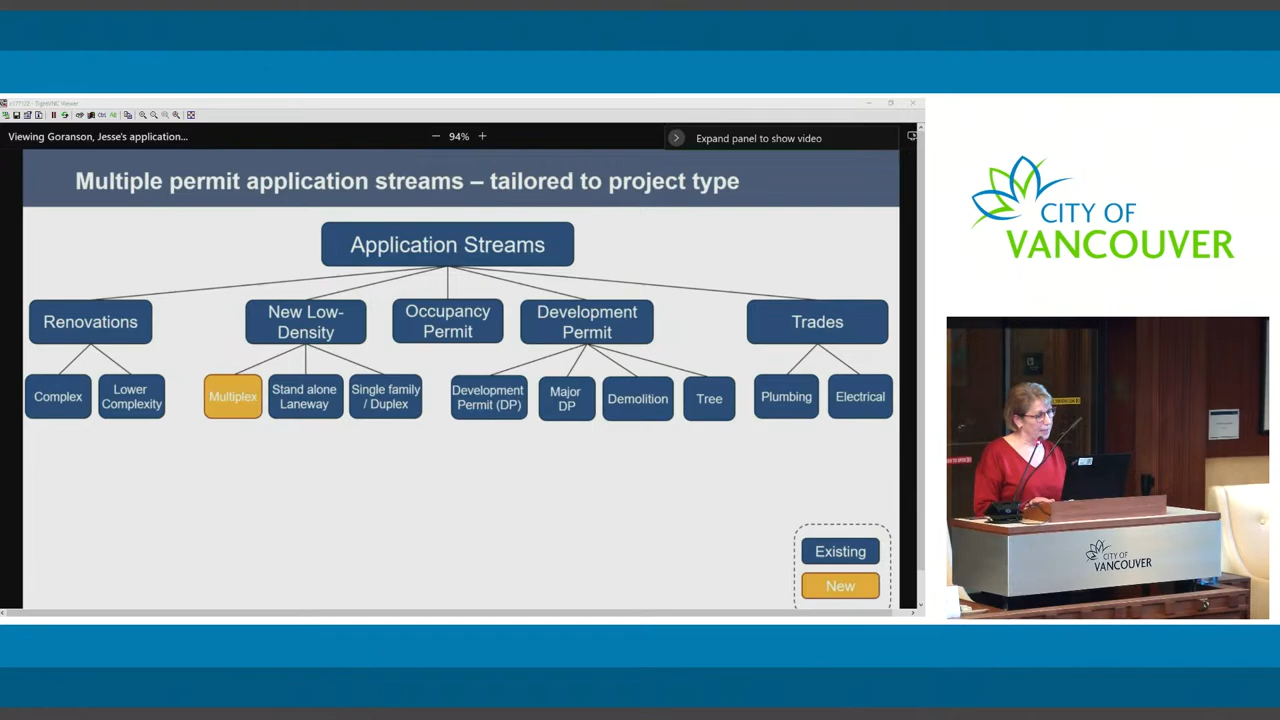 Viewing Goranson, Jesse's application...
94%
Expand panel to show video
Multiple permit application streams – tailored to project type
Application Streams
Renovations
New Low-
Density
Occupancy
Permit
Development
Permit
Trades
Complex
Lower
Complexity
Multiplex
Stand alone
Laneway
Single family
/ Duplex
Development
Permit (DP)
Major
DP
Demolition
Tree
Plumbing
Electrical
Existing
New
CITY OF
VANCOUVER
CITY OF
VANCOUVER